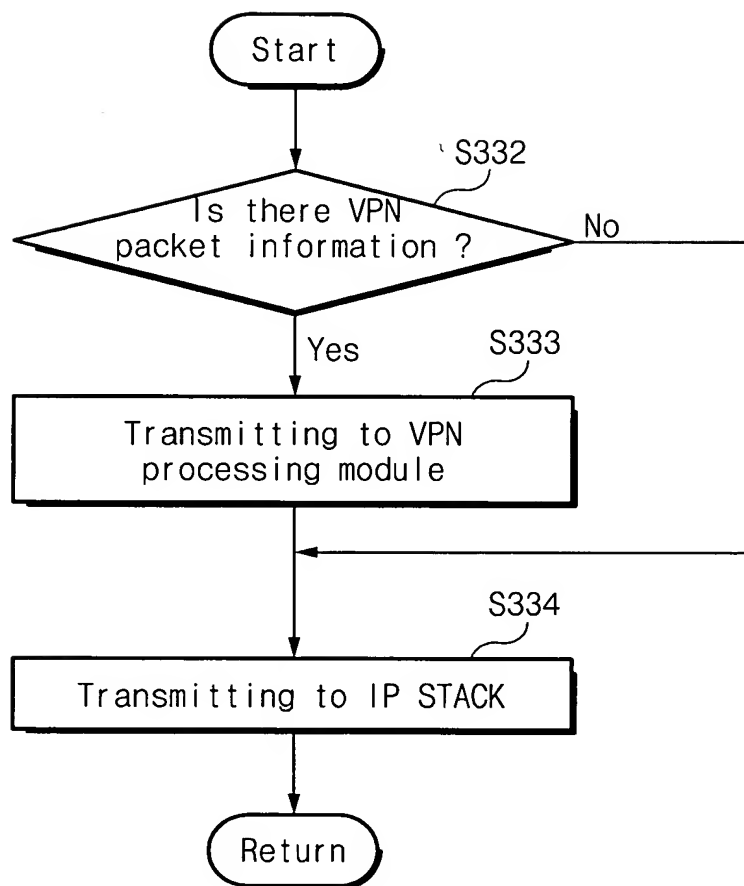 Start
S332
Is there VPN
packet information ?
No
Yes
S333
Transmitting to VPN
processing module
S334
Transmitting to IP STACK
Return